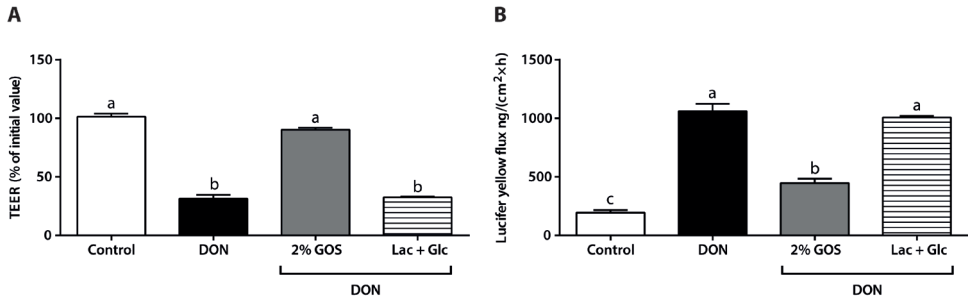 A
TEER (% of initial value)
150
100
50
0
a
b
a
b
Control
DON
2% GOS
Lac + Glc
DON
B
Lucifer yellow flux ng/(cm²×h)
1500
1000
500
0
c
a
b
a
Control
DON
2% GOS
Lac + Glc
DON